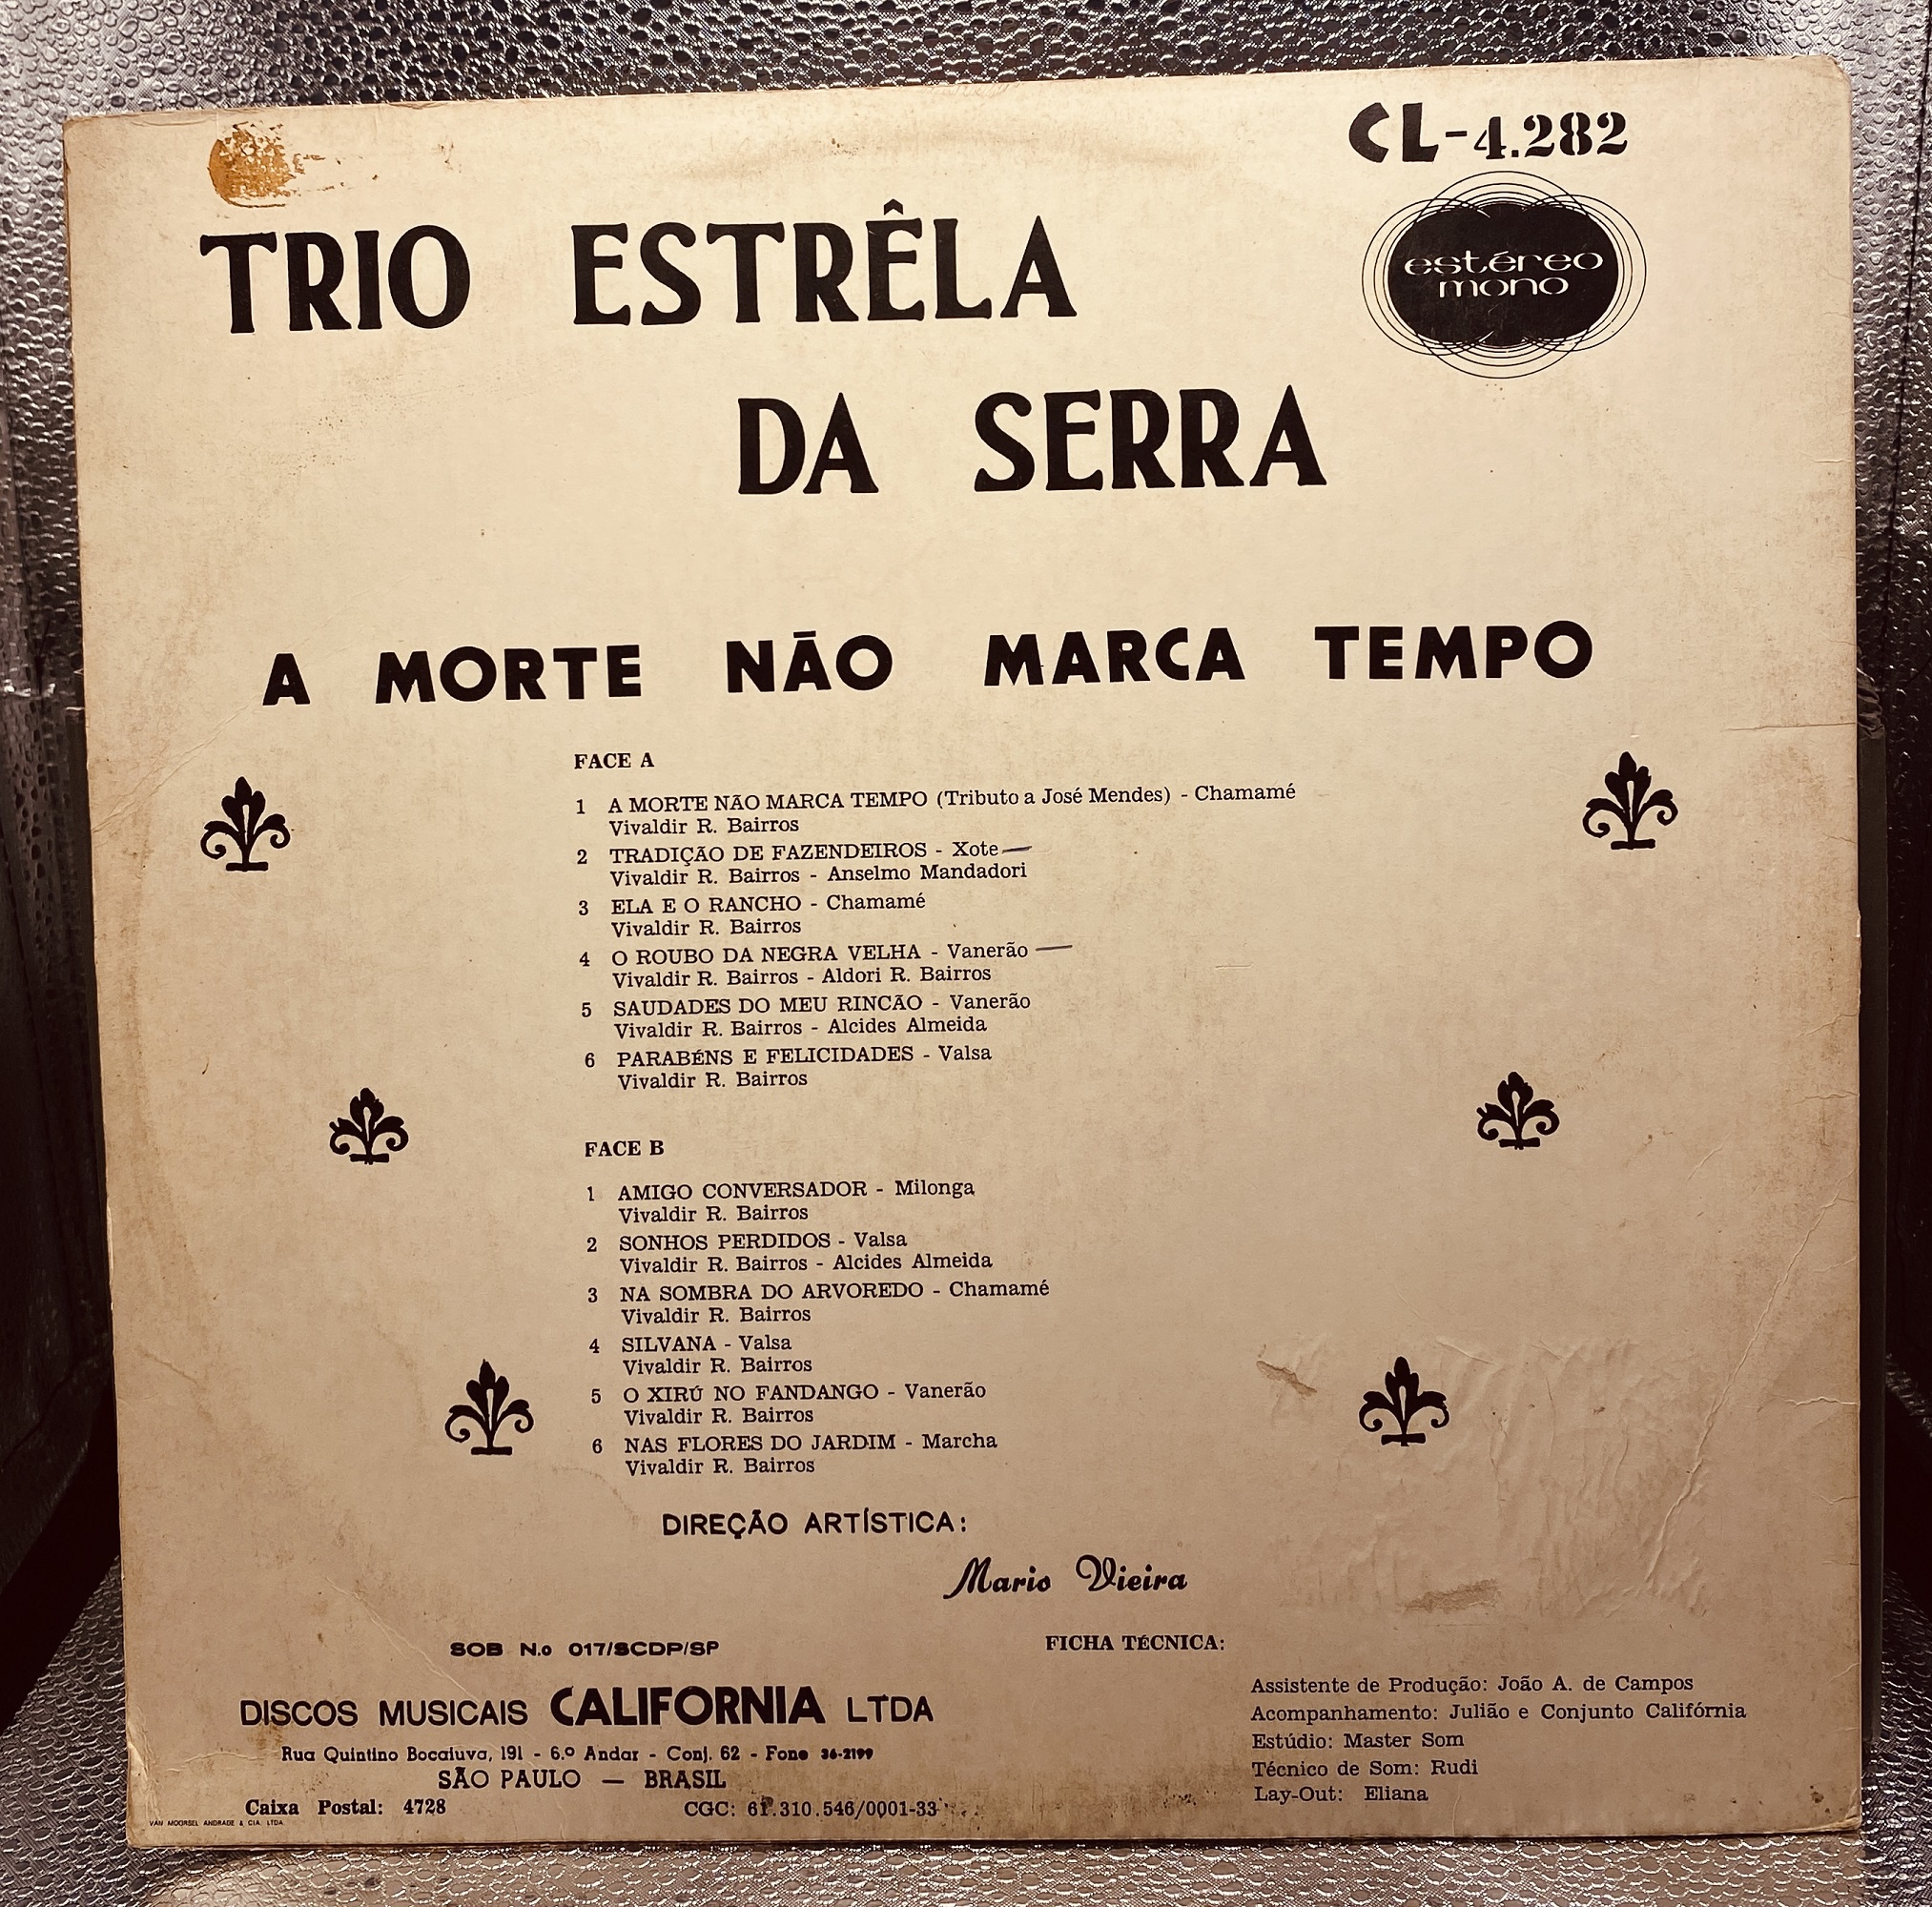 CL-4.282
estéreo
mono
TRIO ESTRÊLA
DA SERRA
A MORTE NÃO MARCA TEMPO
FACE A
1 A MORTE NÃO MARCA TEMPO (Tributo a José Mendes) - Chamamé
Vivaldir R. Bairros
2 TRADIÇÃO DE FAZENDEIROS - Xote
Vivaldir R. Bairros - Anselmo Mandadori
3 ELA E O RANCHO - Chamamé
Vivaldir R. Bairros
4 O ROUBO DA NEGRA VELHA - Vanerão
Vivaldir R. Bairros - Aldori R. Bairros
5 SAUDADES DO MEU RINCÃO - Vanerão
Vivaldir R. Bairros - Alcides Almeida
6 PARABÉNS E FELICIDADES - Valsa
Vivaldir R. Bairros
FACE B
1 AMIGO CONVERSADOR - Milonga
Vivaldir R. Bairros
2 SONHOS PERDIDOS - Valsa
Vivaldir R. Bairros - Alcides Almeida
3 NA SOMBRA DO ARVOREDO - Chamamé
Vivaldir R. Bairros
4 SILVANA - Valsa
Vivaldir R. Bairros
5 O XIRÚ NO FANDANGO - Vanerão
Vivaldir R. Bairros
6 NAS FLORES DO JARDIM - Marcha
Vivaldir R. Bairros
DIREÇÃO ARTÍSTICA:
Mario Vieira
SOB N.o 017/SCDP/SP
DISCOS MUSICAIS CALIFORNIA LTDA
Rua Quintino Bocaiuva, 191 - 6.º Andar - Conj. 62 - Fone 36-2199
SÃO PAULO — BRASIL
Caixa Postal: 4728
CGC: 61.310.546/0001-33
VAN MOORSEL ANDRADE & CIA. LTDA.
FICHA TÉCNICA:
Assistente de Produção: João A. de Campos
Acompanhamento: Julião e Conjunto Califórnia
Estúdio: Master Som
Técnico de Som: Rudi
Lay-Out: Eliana